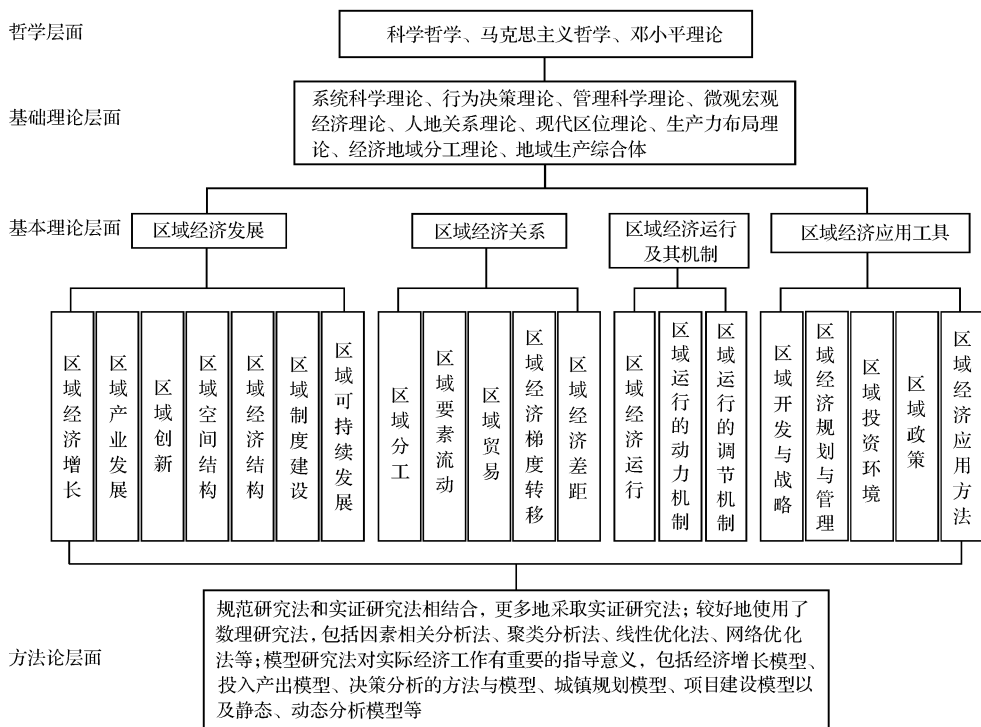 哲学层面
科学哲学、马克思主义哲学、邓小平理论
基础理论层面
系统科学理论、行为决策理论、管理科学理论、微观宏观
经济理论、人地关系理论、现代区位理论、生产力布局理
论、经济地域分工理论、地域生产综合体
基本理论层面
区域经济发展
区域经济关系
区域经济运行
及其机制
区域经济应用工具
区域经济增长
区域产业发展
区域创新
区域空间结构
区域经济结构
区域制度建设
区域可持续发展
区域分工
区域要素流动
区域贸易
区域经济梯度转移
区域经济差距
区域经济运行
区域运行的动力机制
区域运行的调节机制
区域开发与战略
区域经济规划与管理
区域投资环境
区域政策
区域经济应用方法
方法论层面
规范研究法和实证研究法相结合，更多地采取实证研究法；较好地使用了
数理研究法，包括因素相关分析法、聚类分析法、线性优化法、网络优化
法等；模型研究法对实际经济工作有重要的指导意义，包括经济增长模型、
投入产出模型、决策分析的方法与模型、城镇规划模型、项目建设模型以
及静态、动态分析模型等